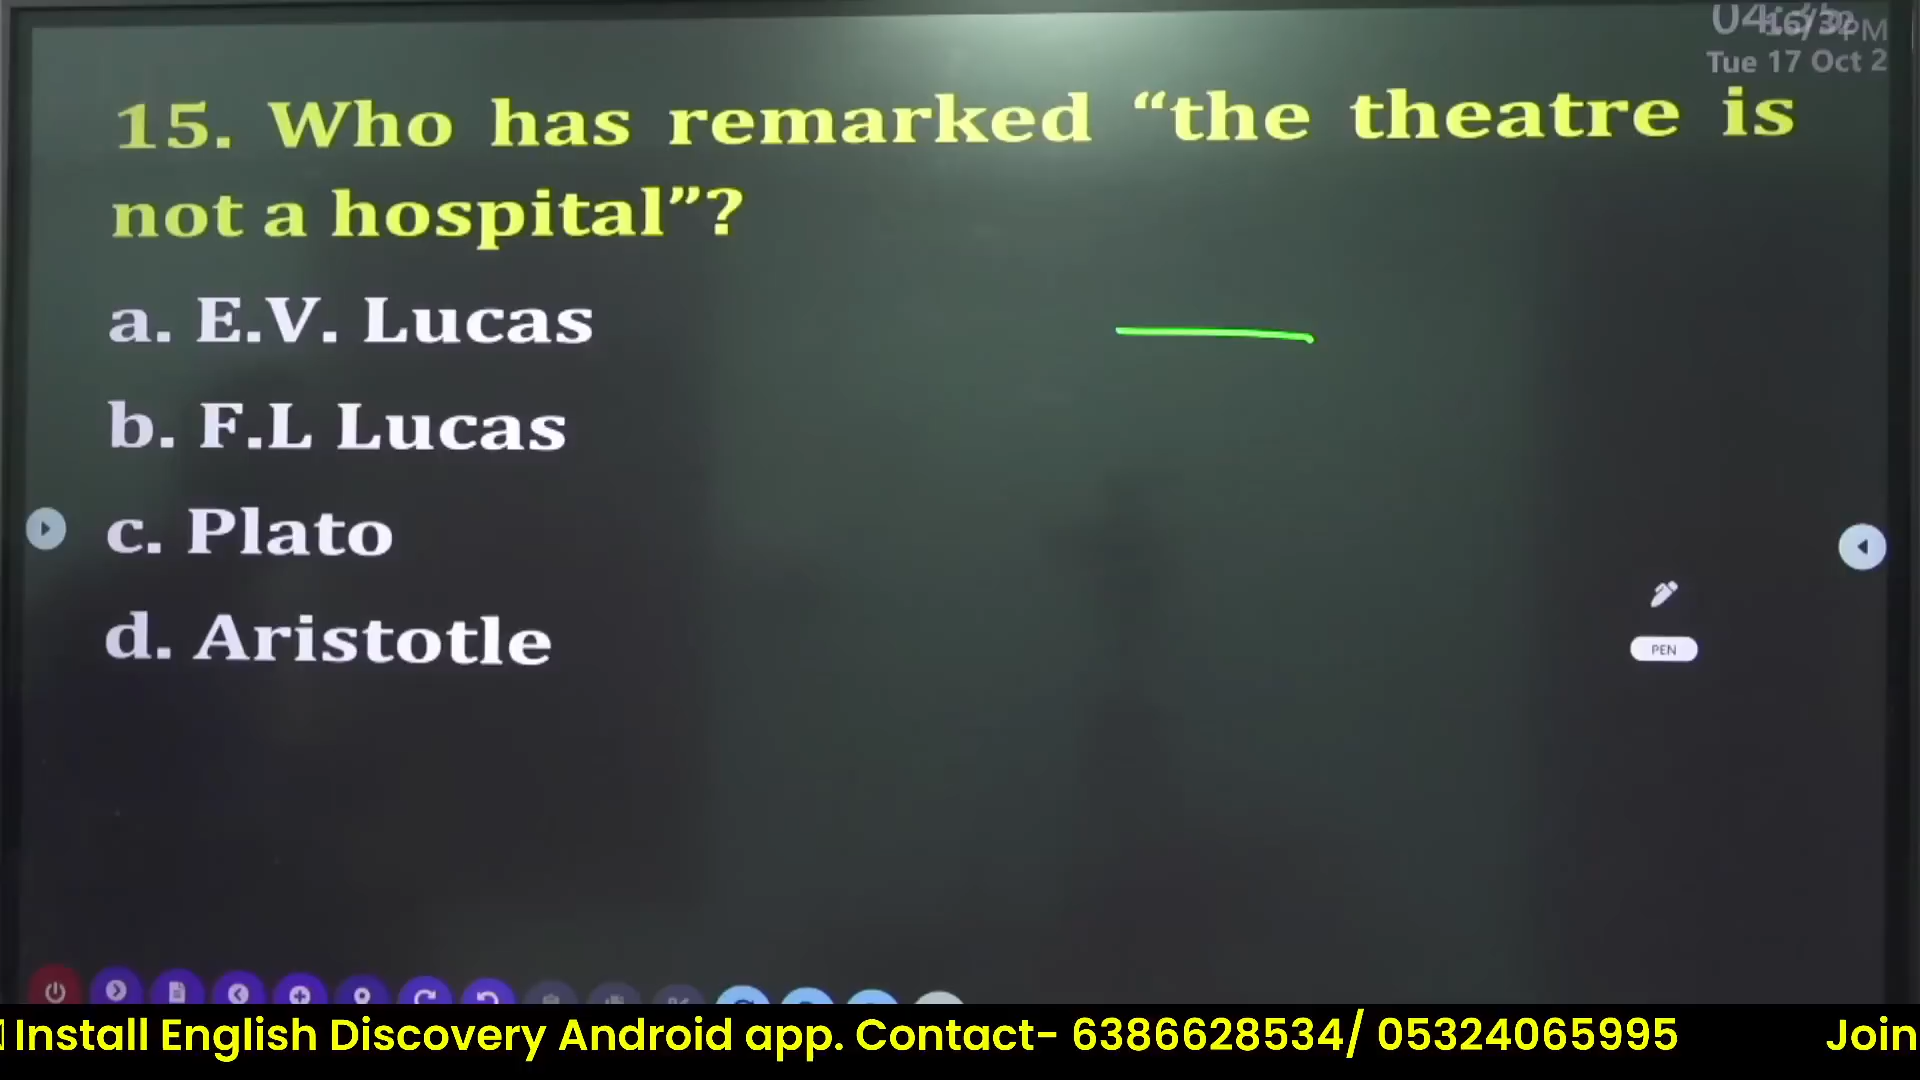 Tue 17 Oct 2
15. Who has remarked “the theatre is
not a hospital”?
a. E.V. Lucas
b. F.L Lucas
c. Plato
d. Aristotle
PEN
Install English Discovery Android app. Contact- 6386628534/ 05324065995 Join